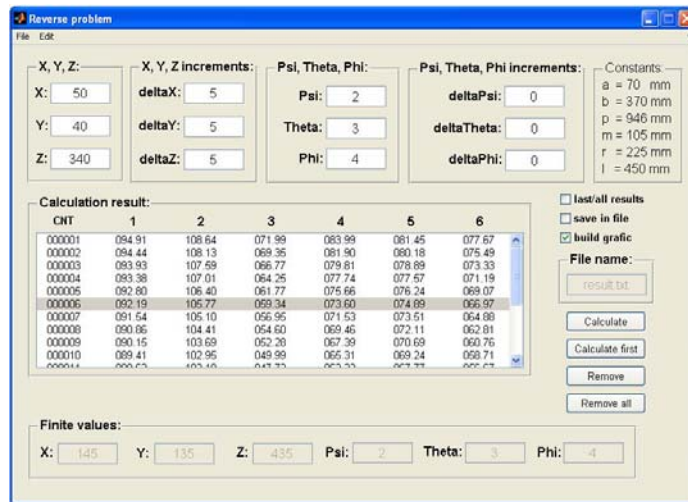 Reverse problem
File Edit
X, Y, Z:
X: 50
Y: 40
Z: 340
X, Y, Z increments:
deltaX: 5
deltaY: 5
deltaZ: 5
Psi, Theta, Phi:
Psi: 2
Theta: 3
Phi: 4
Psi, Theta, Phi increments:
deltaPsi: 0
deltaTheta: 0
deltaPhi: 0
Constants:
a = 70 mm
b = 370 mm
p = 946 mm
m = 105 mm
r = 225 mm
l = 450 mm
Calculation result:
CNT 1 2 3 4 5 6
000001 094.91 108.64 071.99 083.99 081.45 077.67
000002 094.44 108.13 069.35 081.90 080.18 075.49
000003 093.93 107.59 066.77 079.81 078.89 073.33
000004 093.38 107.01 064.25 077.74 077.57 071.19
000005 092.80 106.40 061.77 075.66 076.24 069.07
000006 092.19 105.77 059.34 073.60 074.89 066.97
000007 091.54 105.10 056.95 071.53 073.51 064.88
000008 090.86 104.41 054.60 069.46 072.11 062.81
000009 090.15 103.69 052.28 067.39 070.69 060.76
000010 089.41 102.95 049.99 065.31 069.24 058.71
last/all results
save in file
build grafic
File name:
result.txt
Calculate
Calculate first
Remove
Remove all
Finite values:
X: 145 Y: 135 Z: 435 Psi: 2 Theta: 3 Phi: 4